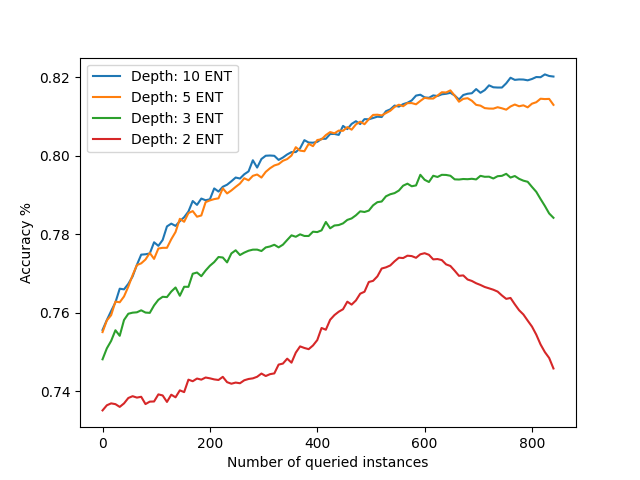 Depth: 10 ENT
Depth: 5 ENT
Depth: 3 ENT
Depth: 2 ENT
0.82
0.80
0.78
0.76
0.74
Accuracy %
0 200 400 600 800
Number of queried instances